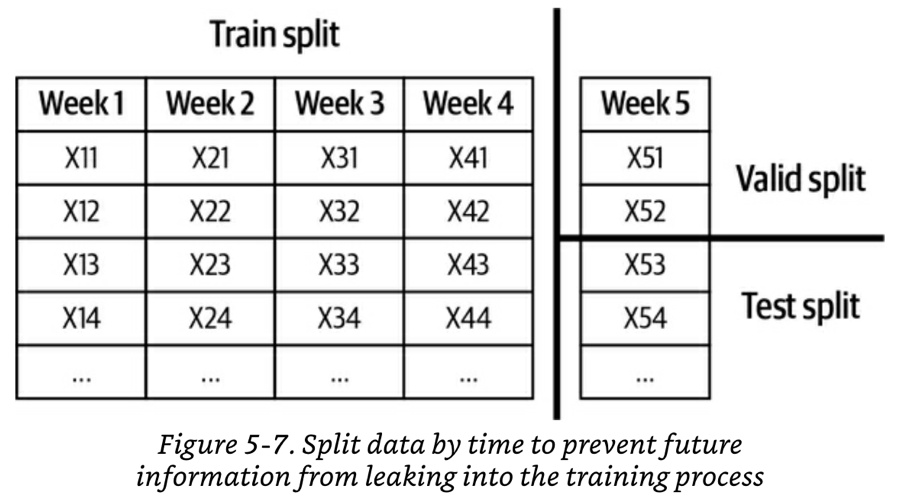 Train split
Week 1 Week 2 Week 3 Week 4 Week 5
X11 X21 X31 X41 X51
Valid split
X12 X22 X32 X42 X52
X13 X23 X33 X43 X53
Test split
X14 X24 X34 X44 X54
... ... ... ... ...
Figure 5-7. Split data by time to prevent future
information from leaking into the training process